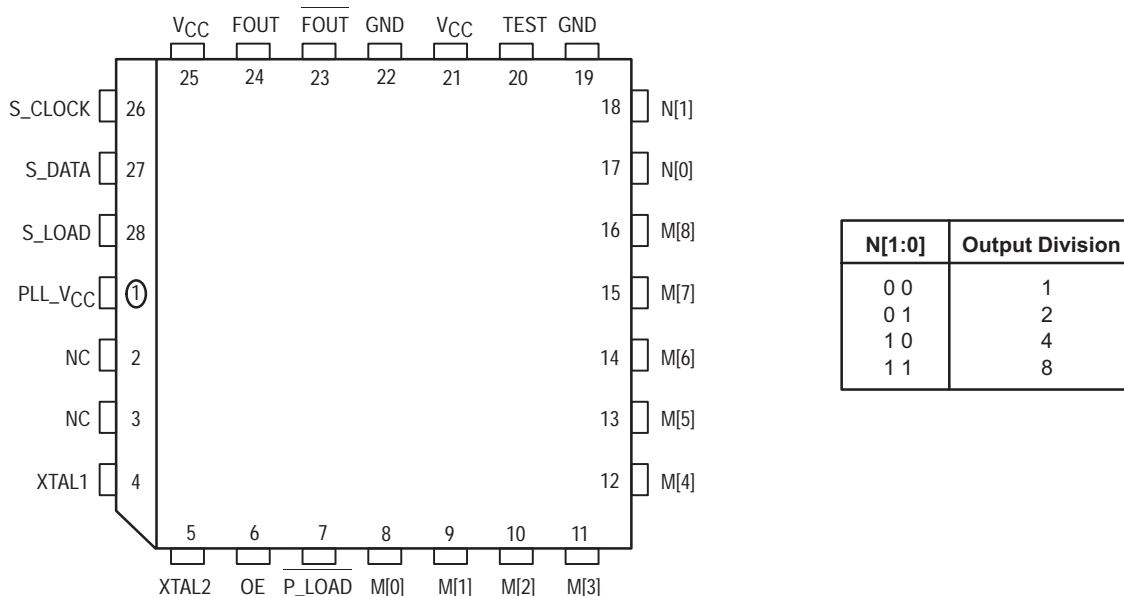 VCC FOUT FOUT GND VCC TEST GND
25 24 23 22 21 20 19
S_CLOCK 26 18 N[1]
S_DATA 27 17 N[0]
S_LOAD 28 16 M[8]
PLL_VCC 1 15 M[7]
NC 2 14 M[6]
NC 3 13 M[5]
XTAL1 4 12 M[4]
5 6 7 8 9 10 11
XTAL2 OE P_LOAD M[0] M[1] M[2] M[3]
N[1:0] Output Division
0 0 1
0 1 2
1 0 4
1 1 8